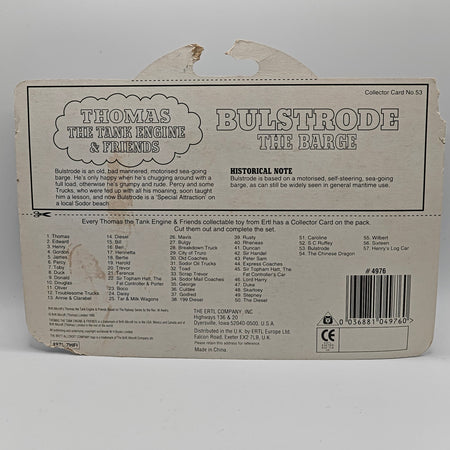 Collector Card No.53
THOMAS
THE TANK ENGINE
& FRIENDS
BULSTRODE
THE BARGE
Bulstrode is an old, bad mannered, motorised sea-going
barge. He's only happy when he's chugging around with a
full load, otherwise he's grumpy and rude. Percy and some
Trucks, who were fed up with all his moaning, soon taught
him a lesson, and now Bulstrode is a 'Special Attraction' on
a local Sodor beach.
HISTORICAL NOTE
Bulstrode is based on a motorised, self-steering, sea-going
barge, as can still be widely seen in general maritime use.
Every Thomas the Tank Engine & Friends collectable toy from Ertl has a Collector Card on the pack.
Cut them out and complete the set.
1. Thomas
2. Edward
3. Henry
4. Gordon
5. James
6. Percy
7. Toby
8. Duck
9. Donald
10. Douglas
11. Oliver
12. Troublesome Trucks
13. Annie & Clarabel
14. Diesel
15. Bill
16. Ben
17. Henrietta
18. Bertie
19. Harold
20. Trevor
21. Terence
22. Sir Topham Hatt, The
Fat Controller
23. Boco
24. Daisy
25. Tar & Milk Wagons
26. Mavis
27. Bulgy
28. Breakdown Truck
29. City of Truro
30. Old Coaches
31. Sodor Oil Trucks
32. Toad
33. Scrap Trucks
34. Sodor Mail Coaches
35. George
36. Culdee
37. Godred
38. 199 Diesel
39. Rusty
40. Rheneas
41. Duncan
42. Sir Handel
43. Peter Sam
44. Express Coaches
45. Sir Topham Hatt, The
Fat Controller's Car
46. Lord Harry
47. Duke
48. Skarloey
49. Stepney
50. The Diesel
51. Caroline
52. S C Ruffey
53. Bulstrode
54. The Chinese Dragon
55. Wilbert
56. Sixteen
57. Henry's Log Car
# 4976
0 036881 049760
THE ERTL COMPANY, INC
Highways 136 & 20
Dyersville, Iowa 52040-0500, U.S.A.
Distributed in the U.K. by ERTL Europe Ltd.
Falcon Road, Exeter EX2 7LB, U.K.
Please retain this address for reference.
Made in China
CE